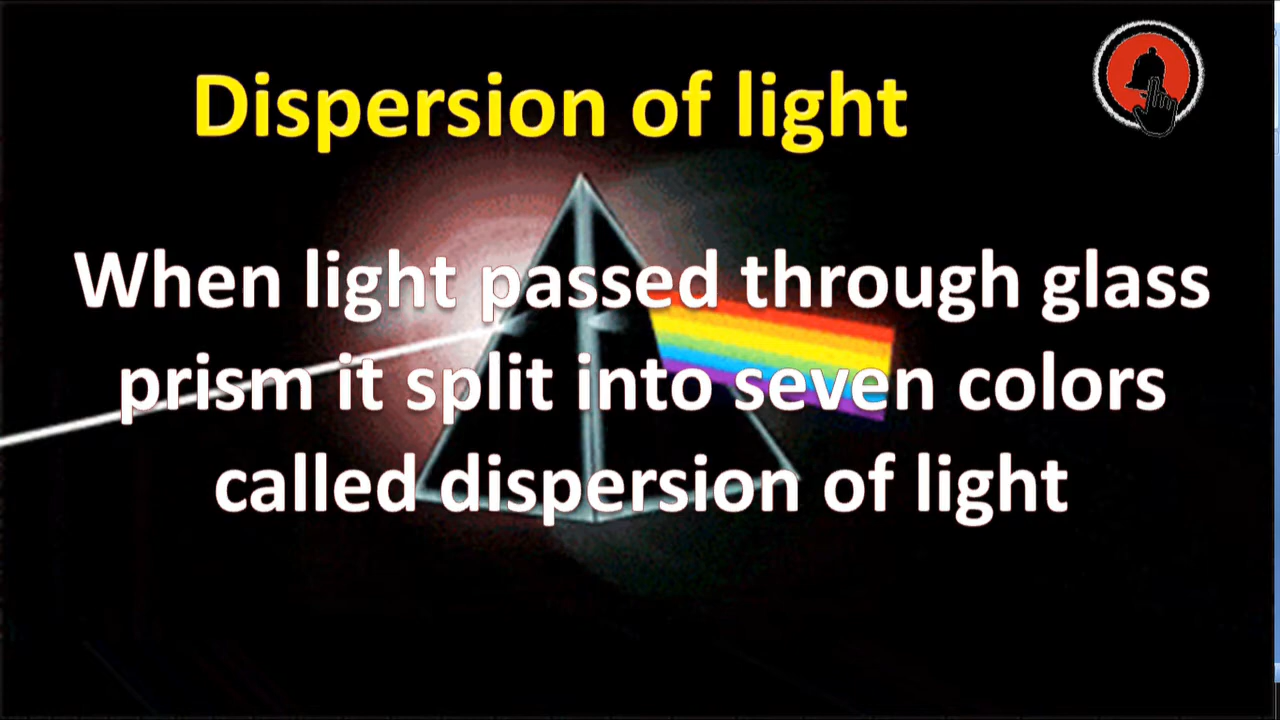 Dispersion of light
When light passed through glass
prism it split into seven colors
called dispersion of light